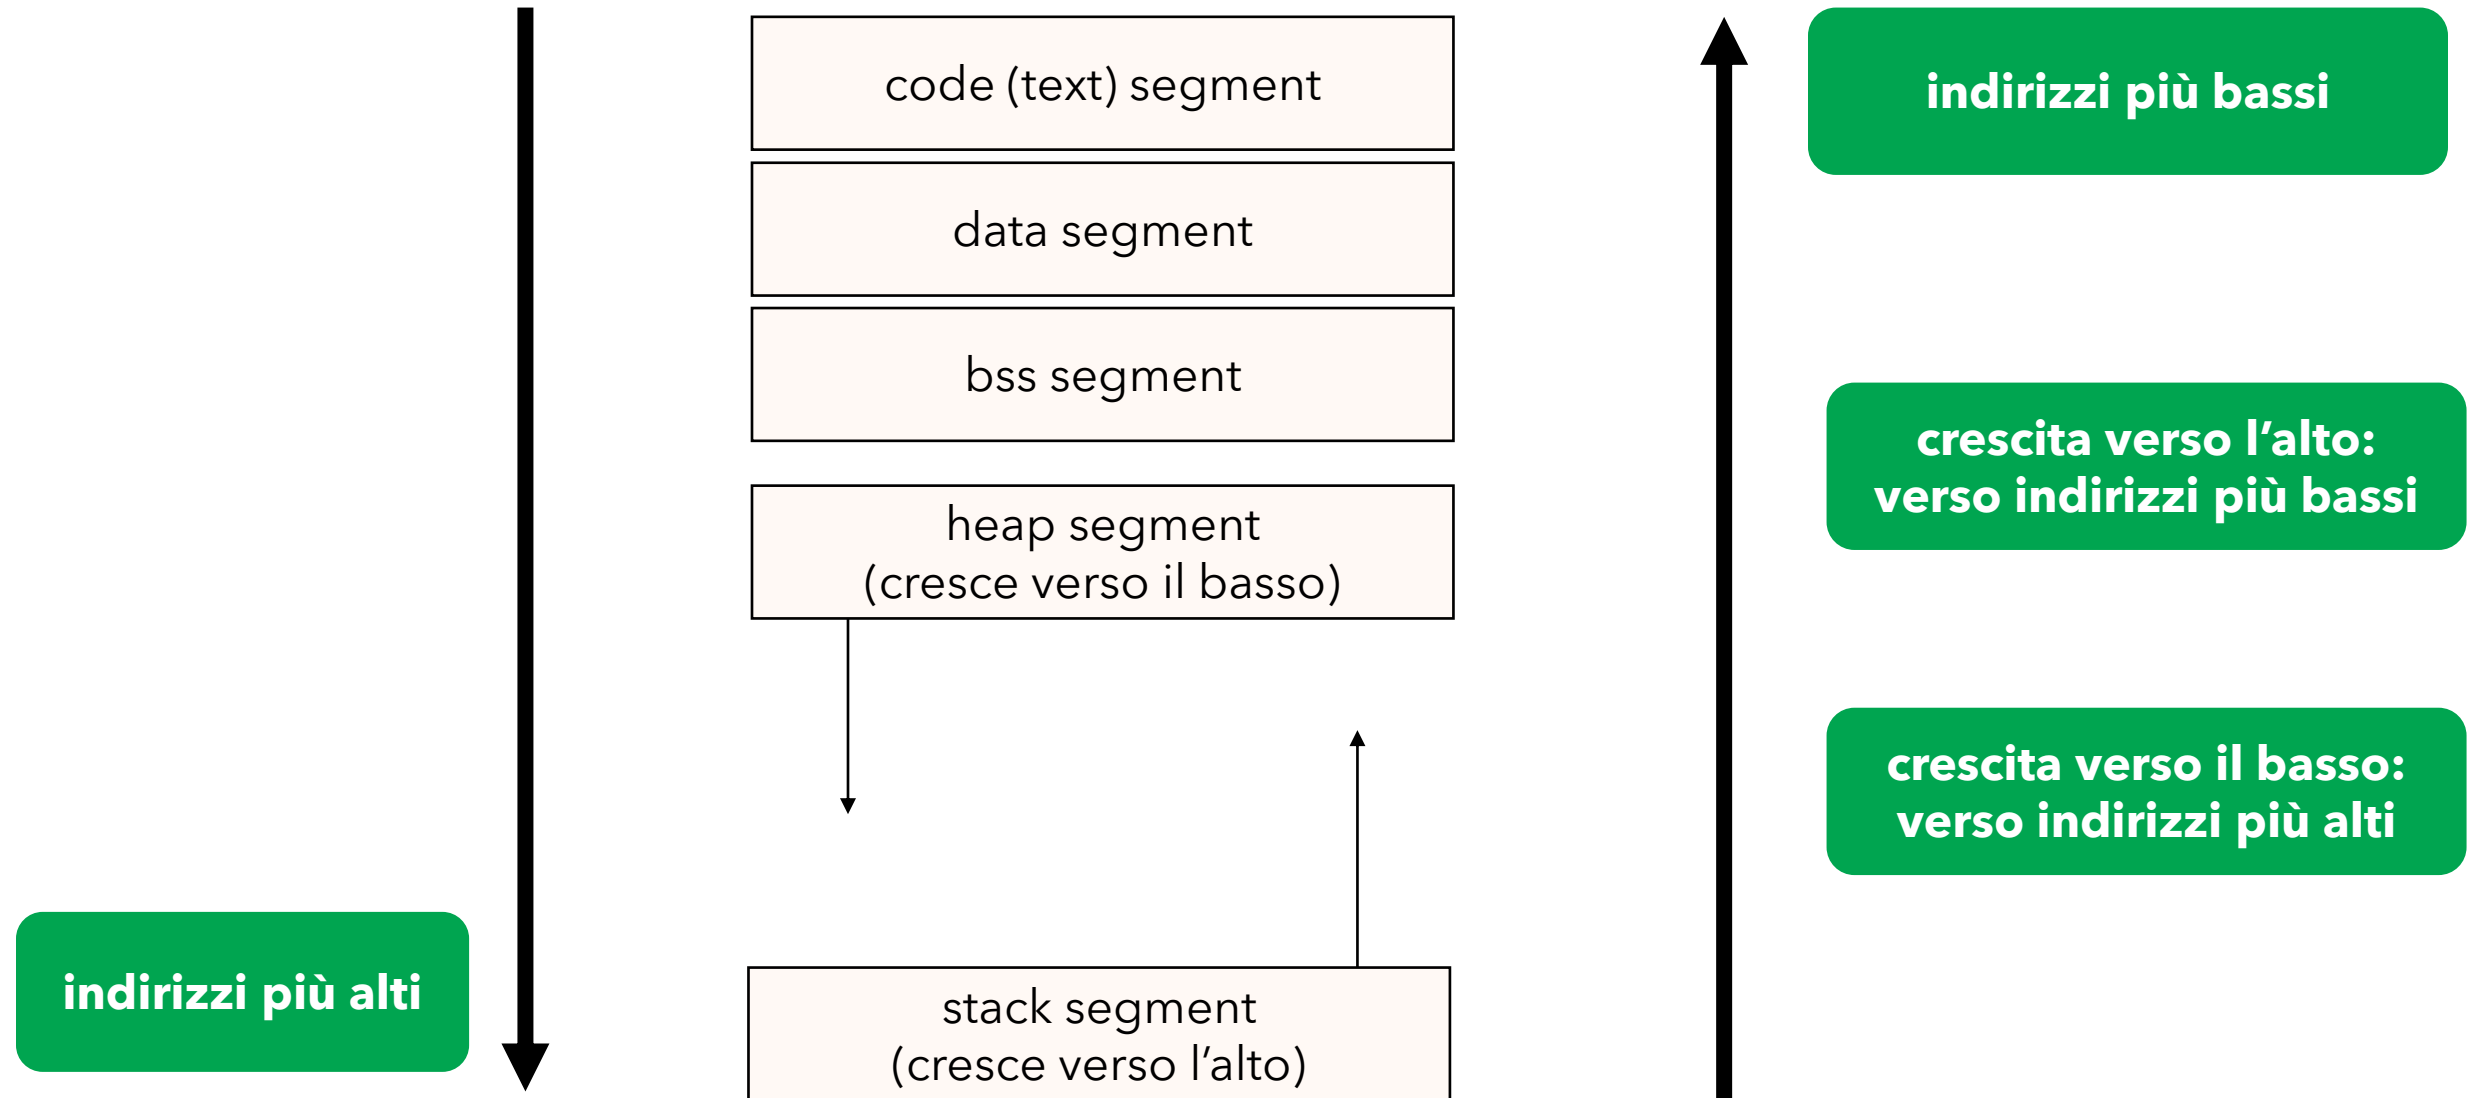 code (text) segment
indirizzi più bassi
data segment
bss segment
crescita verso l’alto:
verso indirizzi più bassi
heap segment
(cresce verso il basso)
crescita verso il basso:
verso indirizzi più alti
indirizzi più alti
stack segment
(cresce verso l’alto)